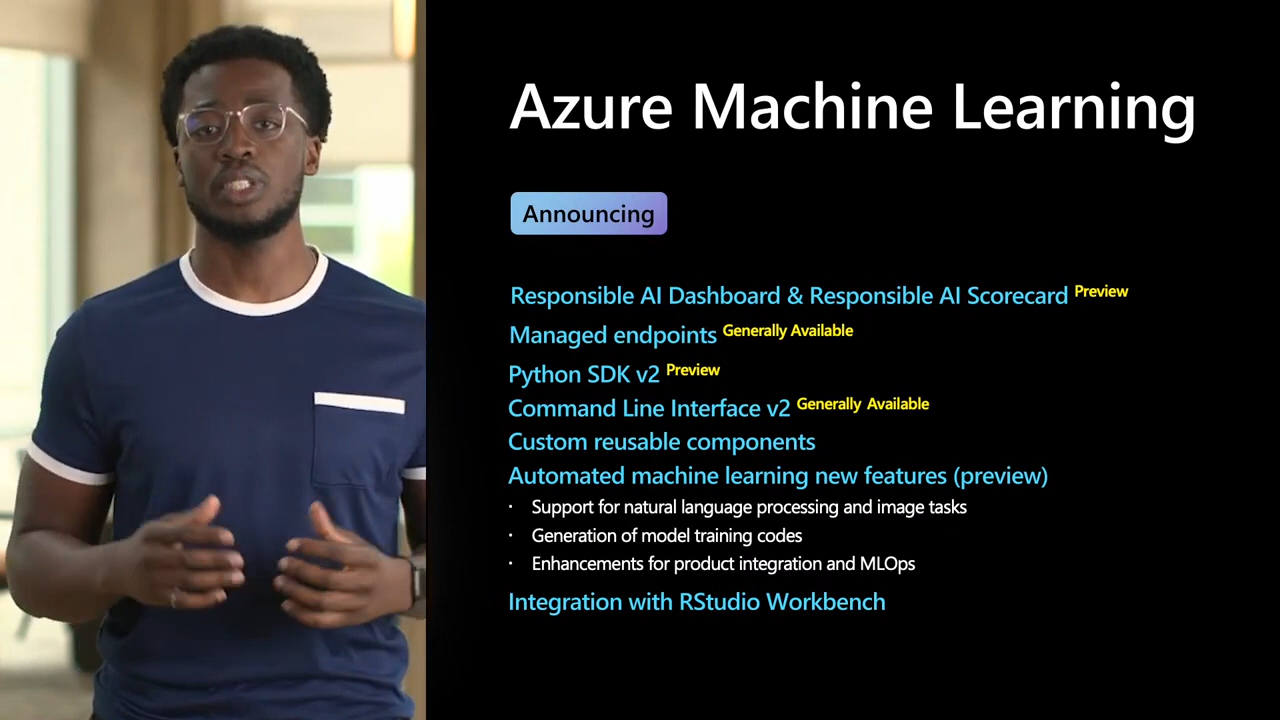 Azure Machine Learning
Announcing
Responsible AI Dashboard & Responsible AI Scorecard Preview
Managed endpoints Generally Available
Python SDK v2 Preview
Command Line Interface v2 Generally Available
Custom reusable components
Automated machine learning new features (preview)
· Support for natural language processing and image tasks
· Generation of model training codes
· Enhancements for product integration and MLOps
Integration with RStudio Workbench